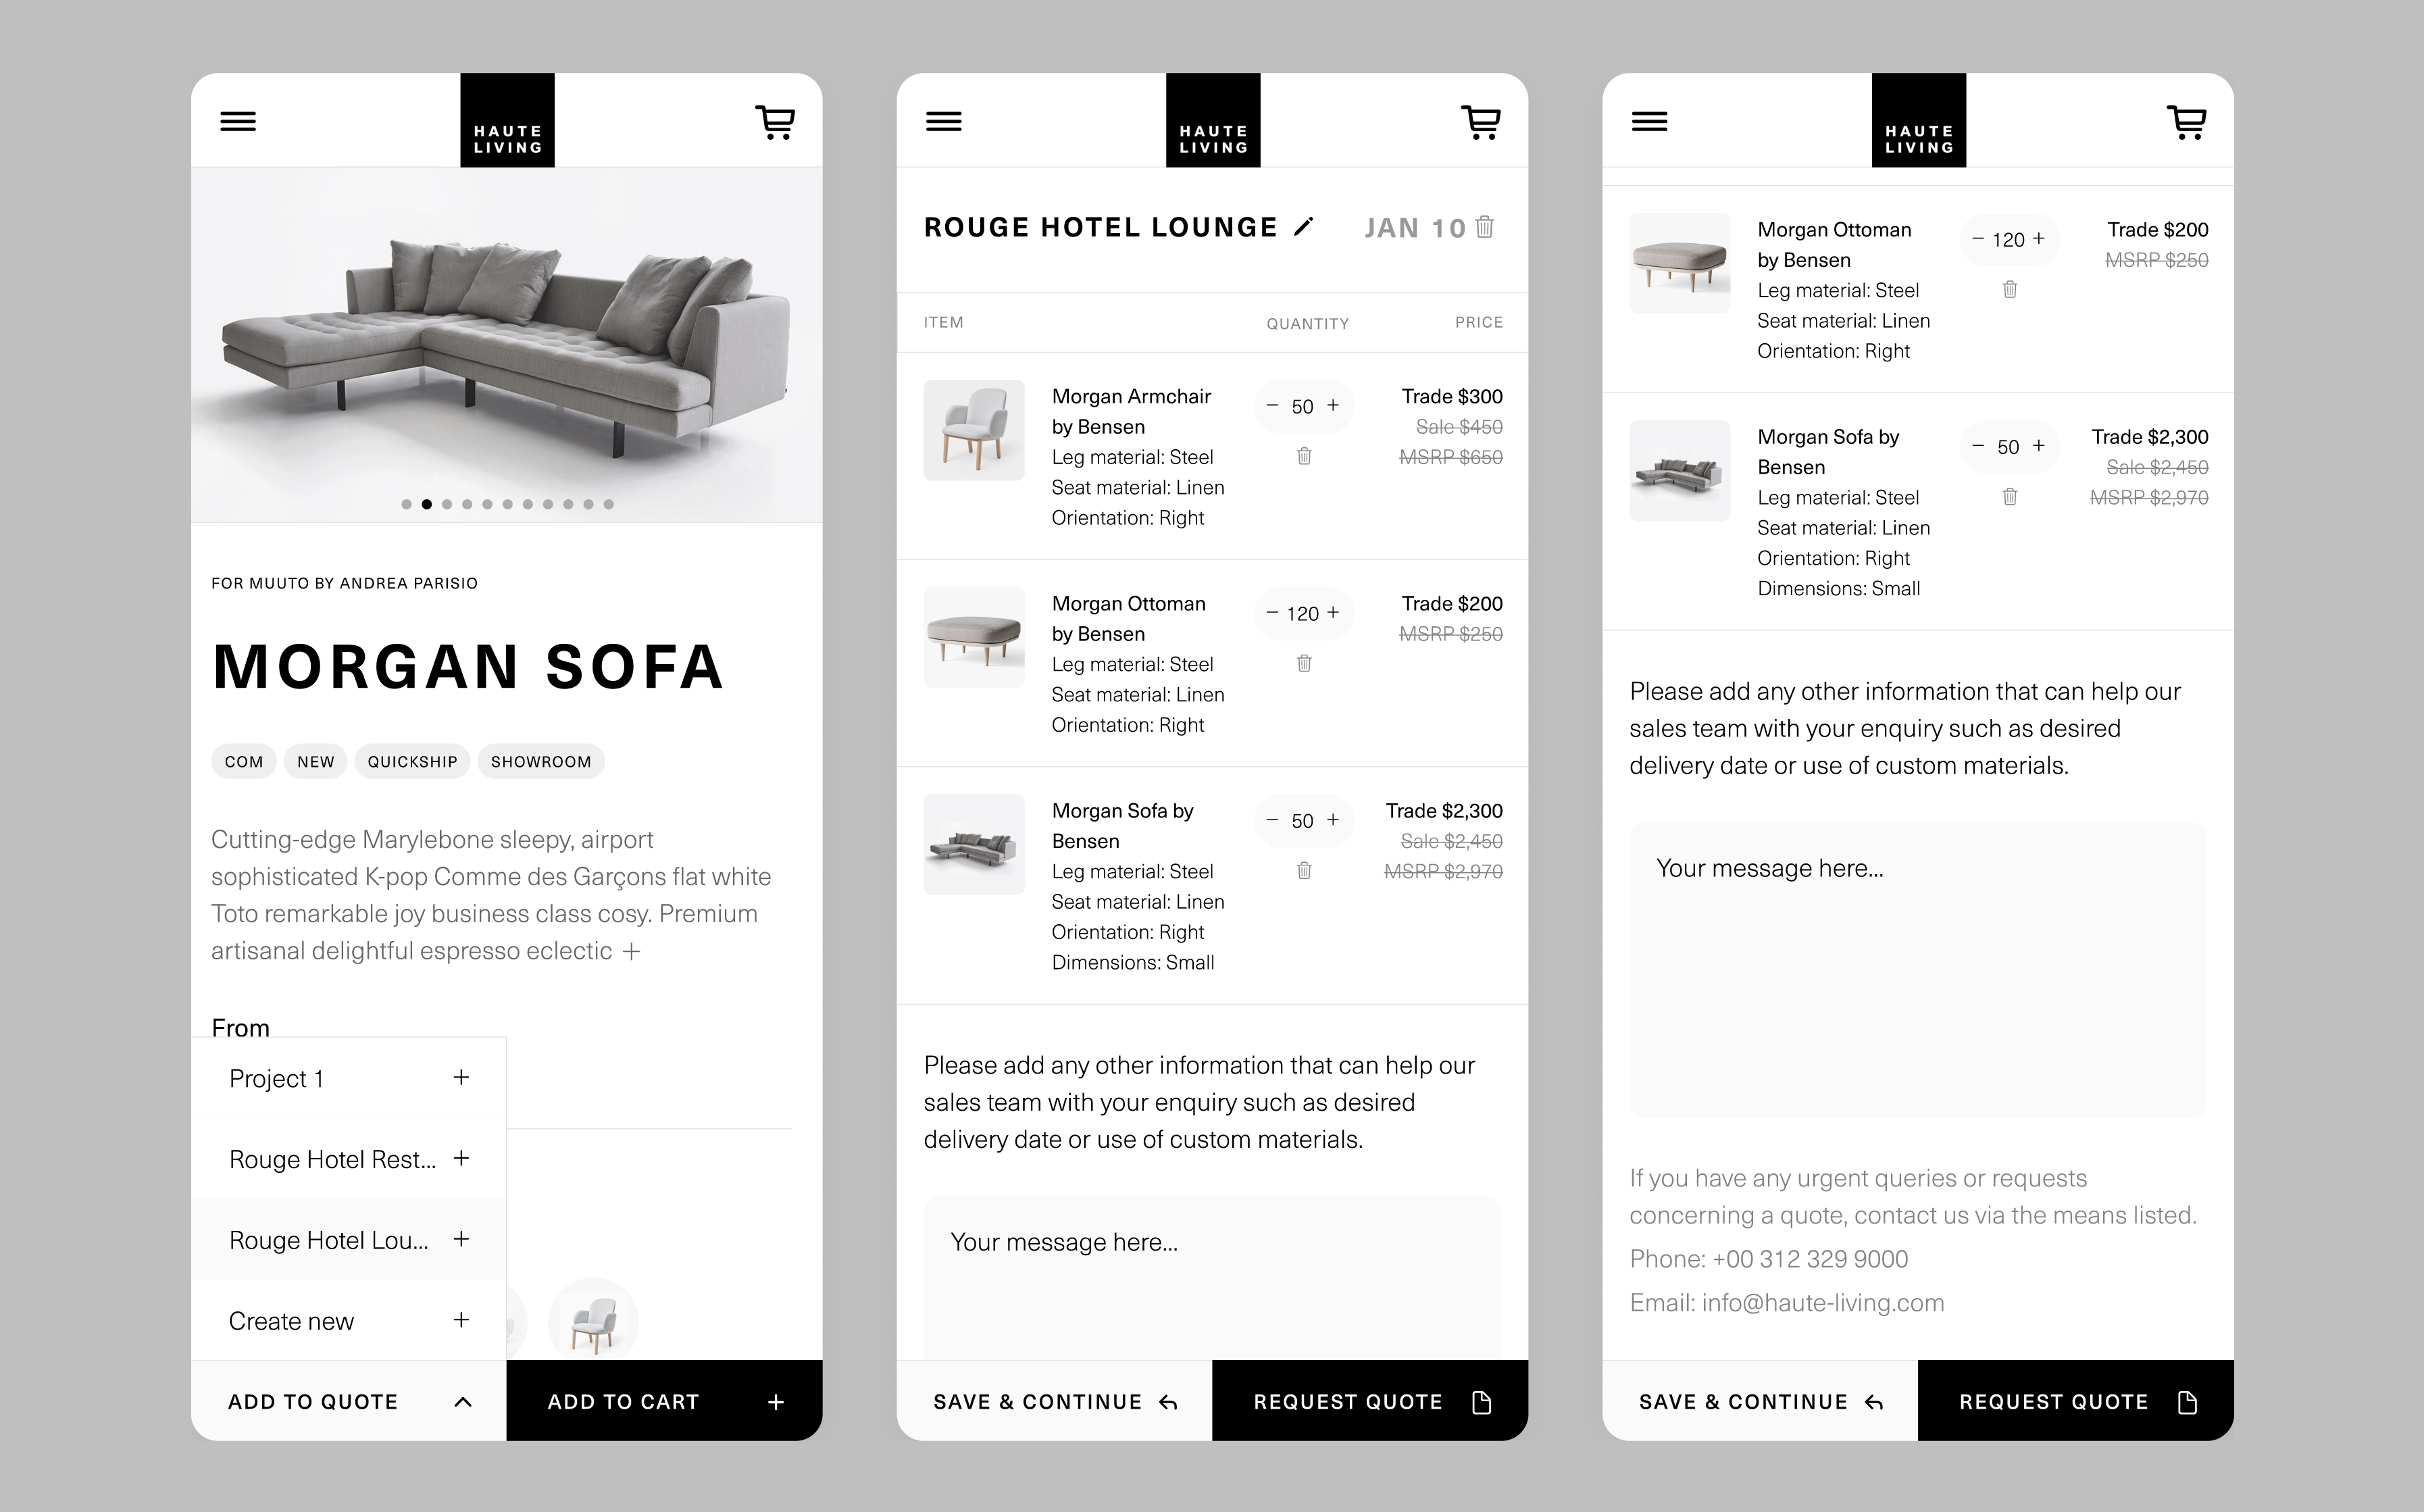 HAUTE
LIVING
FOR MUUTO BY ANDREA PARISIO
MORGAN SOFA
COM NEW QUICKSHIP SHOWROOM
Cutting-edge Marylebone sleepy, airport
sophisticated K-pop Comme des Garçons flat white
Toto remarkable joy business class cosy. Premium
artisanal delightful espresso eclectic +
From
Project 1 +
Rouge Hotel Rest... +
Rouge Hotel Lou... +
Create new +
ADD TO QUOTE
ADD TO CART +
HAUTE
LIVING
ROUGE HOTEL LOUNGE JAN 10
ITEM QUANTITY PRICE
Morgan Armchair − 50 + Trade $300
by Bensen Sale $450
Leg material: Steel MSRP $650
Seat material: Linen
Orientation: Right
Morgan Ottoman − 120 + Trade $200
by Bensen MSRP $250
Leg material: Steel
Seat material: Linen
Orientation: Right
Morgan Sofa by − 50 + Trade $2,300
Bensen Sale $2,450
Leg material: Steel MSRP $2,970
Seat material: Linen
Orientation: Right
Dimensions: Small
Please add any other information that can help our
sales team with your enquiry such as desired
delivery date or use of custom materials.
Your message here...
SAVE & CONTINUE
REQUEST QUOTE
HAUTE
LIVING
Morgan Ottoman − 120 + Trade $200
by Bensen MSRP $250
Leg material: Steel
Seat material: Linen
Orientation: Right
Morgan Sofa by − 50 + Trade $2,300
Bensen Sale $2,450
Leg material: Steel MSRP $2,970
Seat material: Linen
Orientation: Right
Dimensions: Small
Please add any other information that can help our
sales team with your enquiry such as desired
delivery date or use of custom materials.
Your message here...
If you have any urgent queries or requests
concerning a quote, contact us via the means listed.
Phone: +00 312 329 9000
Email: info@haute-living.com
SAVE & CONTINUE
REQUEST QUOTE